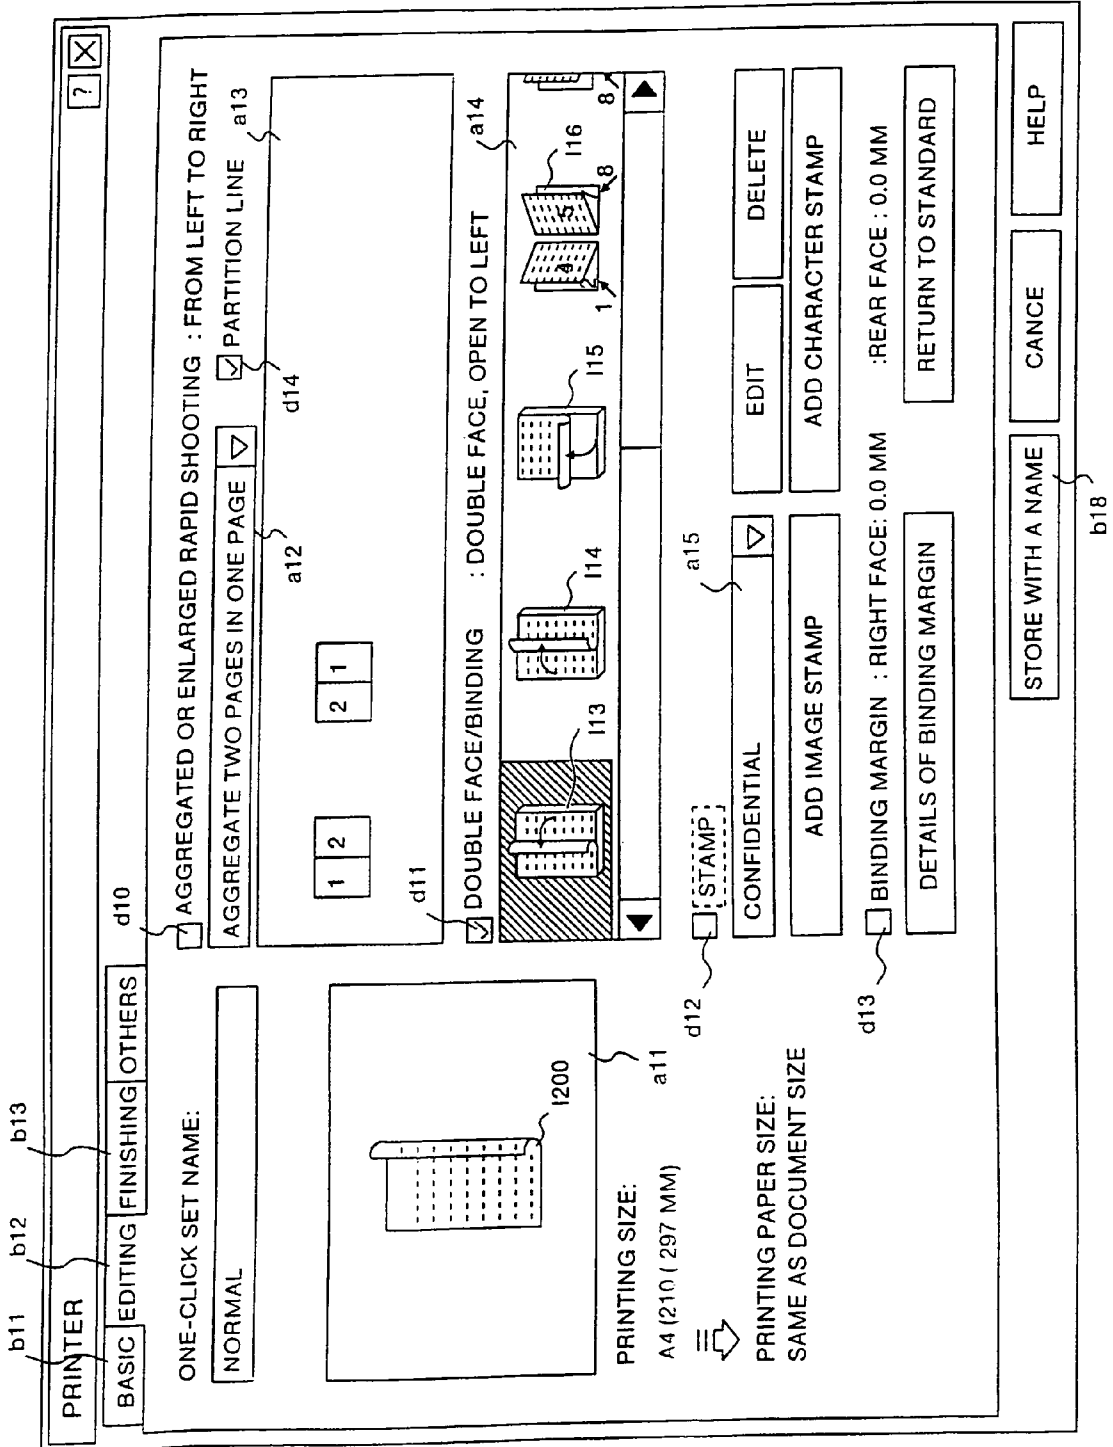 b11
b12
b13
PRINTER
?
X
BASIC
EDITING
FINISHING
OTHERS
ONE-CLICK SET NAME:
NORMAL
I200
a11
PRINTING SIZE:
A4 (210 ( 297 MM)
PRINTING PAPER SIZE:
SAME AS DOCUMENT SIZE
d10
AGGREGATED OR ENLARGED RAPID SHOOTING : FROM LEFT TO RIGHT
AGGREGATE TWO PAGES IN ONE PAGE
PARTITION LINE
a12
d14
a13
1 2
2 1
d11
DOUBLE FACE/BINDING : DOUBLE FACE, OPEN TO LEFT
a14
I13
I14
I15
I16
4
5
2
7
1
8
8
d12
STAMP
CONFIDENTIAL
a15
EDIT
DELETE
ADD IMAGE STAMP
ADD CHARACTER STAMP
d13
BINDING MARGIN : RIGHT FACE: 0.0 MM :REAR FACE : 0.0 MM
DETAILS OF BINDING MARGIN
RETURN TO STANDARD
STORE WITH A NAME
CANCE
HELP
b18